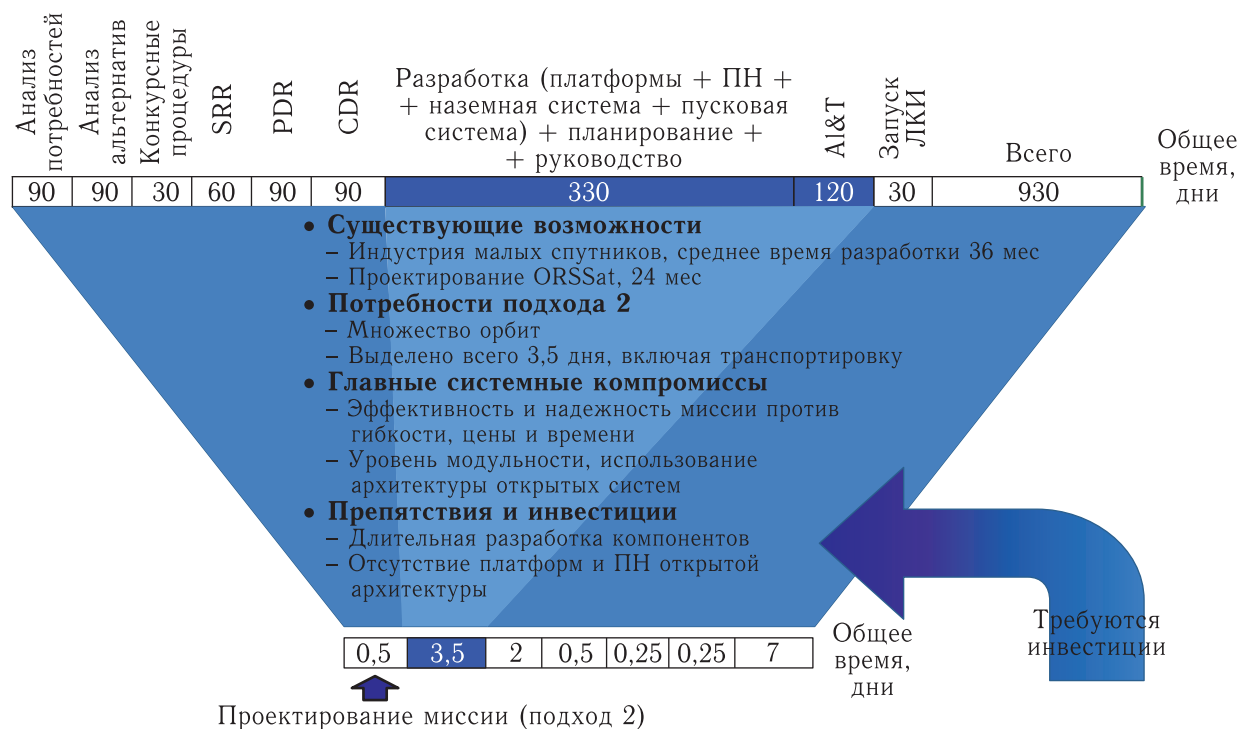 Анализ
потребностей
Анализ
альтернатив
Конкурсные
процедуры
SRR
PDR
CDR
Разработка (платформы + ПН +
+ наземная система + пусковая
система) + планирование +
+ руководство
AI&T
Запуск
ЛКИ
Всего
Общее
время,
дни
90 90 30 60 90 90 330 120 30 930
• Существующие возможности
– Индустрия малых спутников, среднее время разработки 36 мес
– Проектирование ORSSat, 24 мес
• Потребности подхода 2
– Множество орбит
– Выделено всего 3,5 дня, включая транспортировку
• Главные системные компромиссы
– Эффективность и надежность миссии против
гибкости, цены и времени
– Уровень модульности, использование
архитектуры открытых систем
• Препятствия и инвестиции
– Длительная разработка компонентов
– Отсутствие платформ и ПН открытой
архитектуры
Требуются
инвестиции
0,5 3,5 2 0,5 0,25 0,25 7
Общее
время,
дни
Проектирование миссии (подход 2)